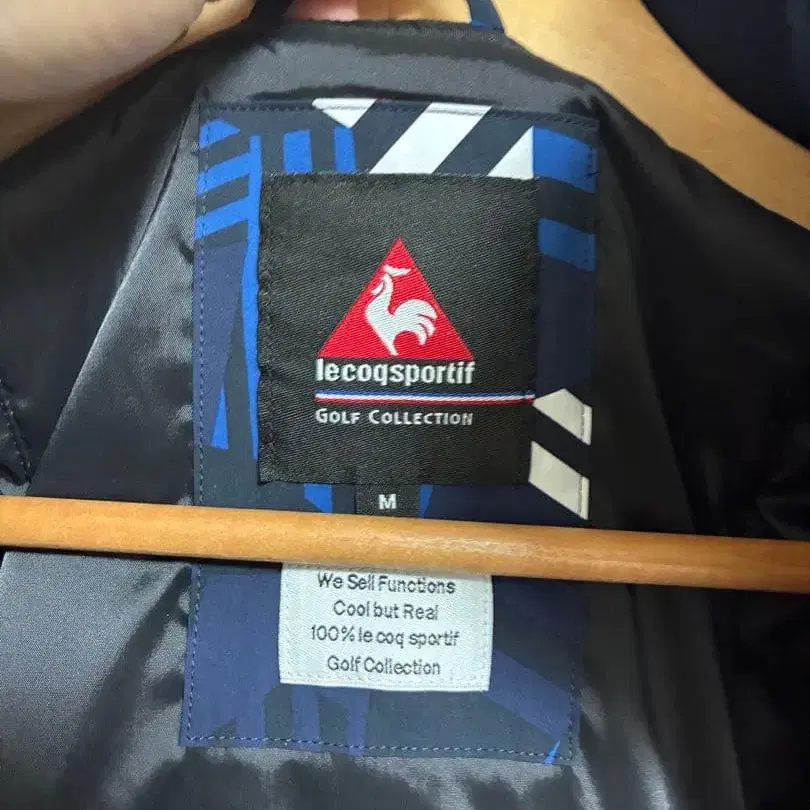 lecoqsportif
GOLF COLLECTION
M
We Sell Functions
Cool but Real
100% le coq sportif
Golf Collection